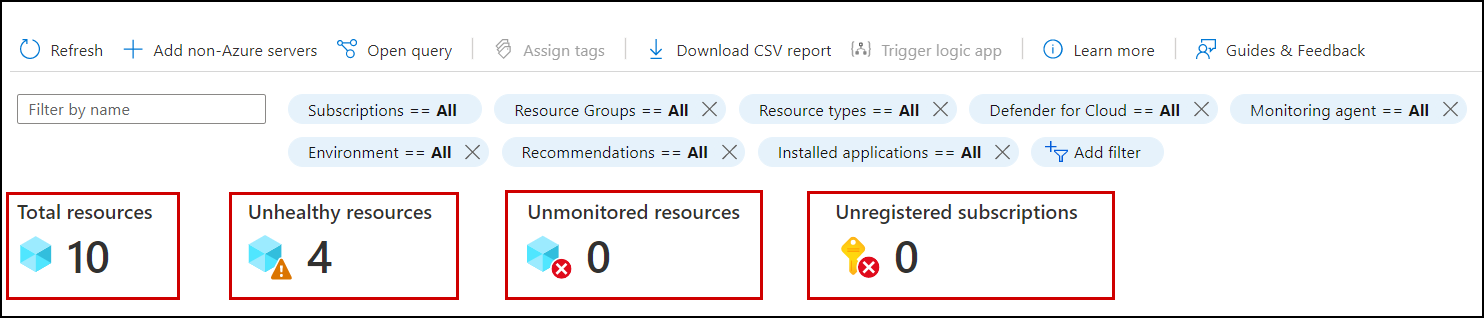 Refresh Add non-Azure servers Open query Assign tags Download CSV report Trigger logic app Learn more Guides & Feedback
Filter by name Subscriptions == All Resource Groups == All Resource types == All Defender for Cloud == All Monitoring agent == All
Environment == All Recommendations == All Installed applications == All Add filter
Total resources Unhealthy resources Unmonitored resources Unregistered subscriptions
10 4 0 0